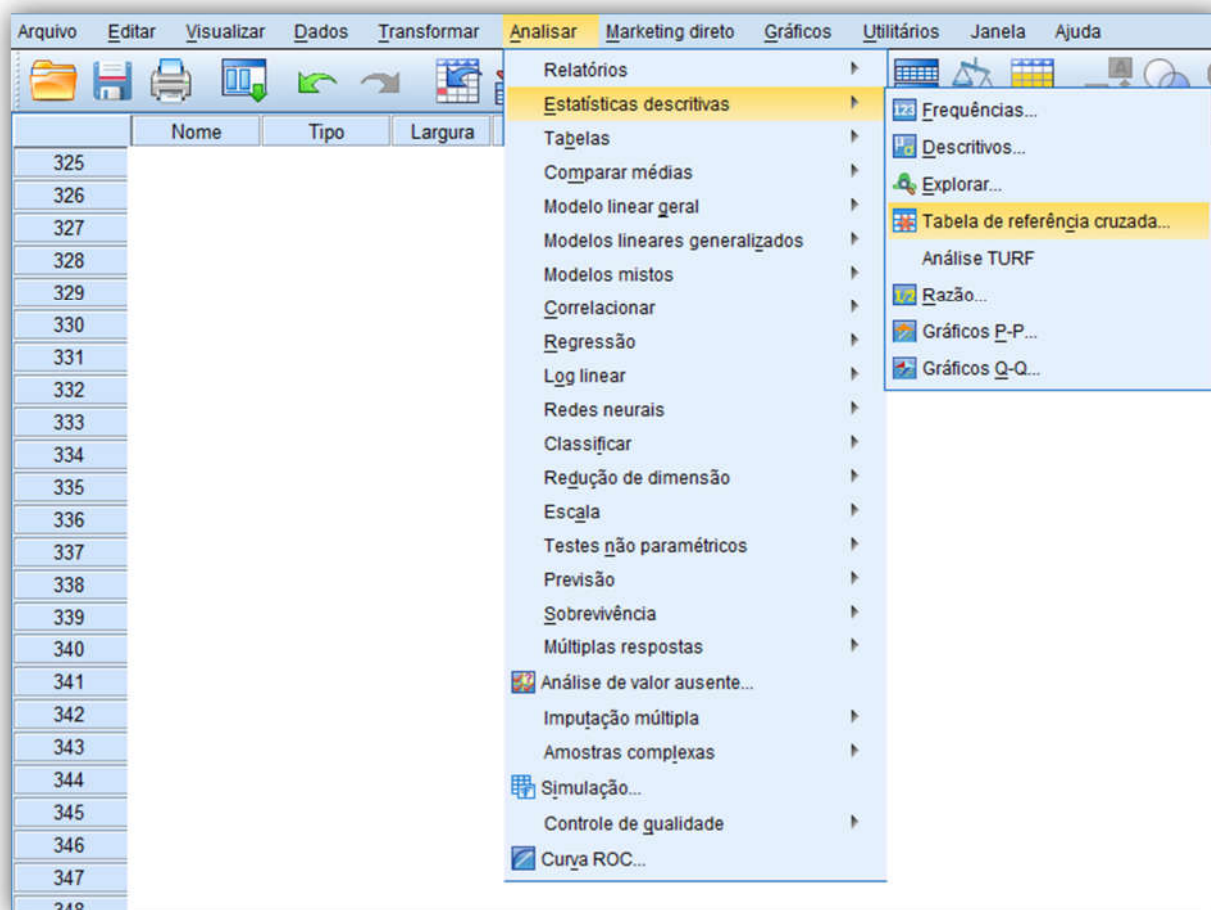 Arquivo Editar Visualizar Dados Transformar Analisar Marketing direto Gráficos Utilitários Janela Ajuda
Nome Tipo Largura
325
326
327
328
329
330
331
332
333
334
335
336
337
338
339
340
341
342
343
344
345
346
347
348
Relatórios
Estatísticas descritivas
Tabelas
Comparar médias
Modelo linear geral
Modelos lineares generalizados
Modelos mistos
Correlacionar
Regressão
Log linear
Redes neurais
Classificar
Redução de dimensão
Escala
Testes não paramétricos
Previsão
Sobrevivência
Múltiplas respostas
Análise de valor ausente...
Imputação múltipla
Amostras complexas
Simulação...
Controle de qualidade
Curva ROC...
123 Frequências...
Descritivos...
Explorar...
Tabela de referência cruzada...
Análise TURF
1/2 Razão...
Gráficos P-P...
Gráficos Q-Q...
A